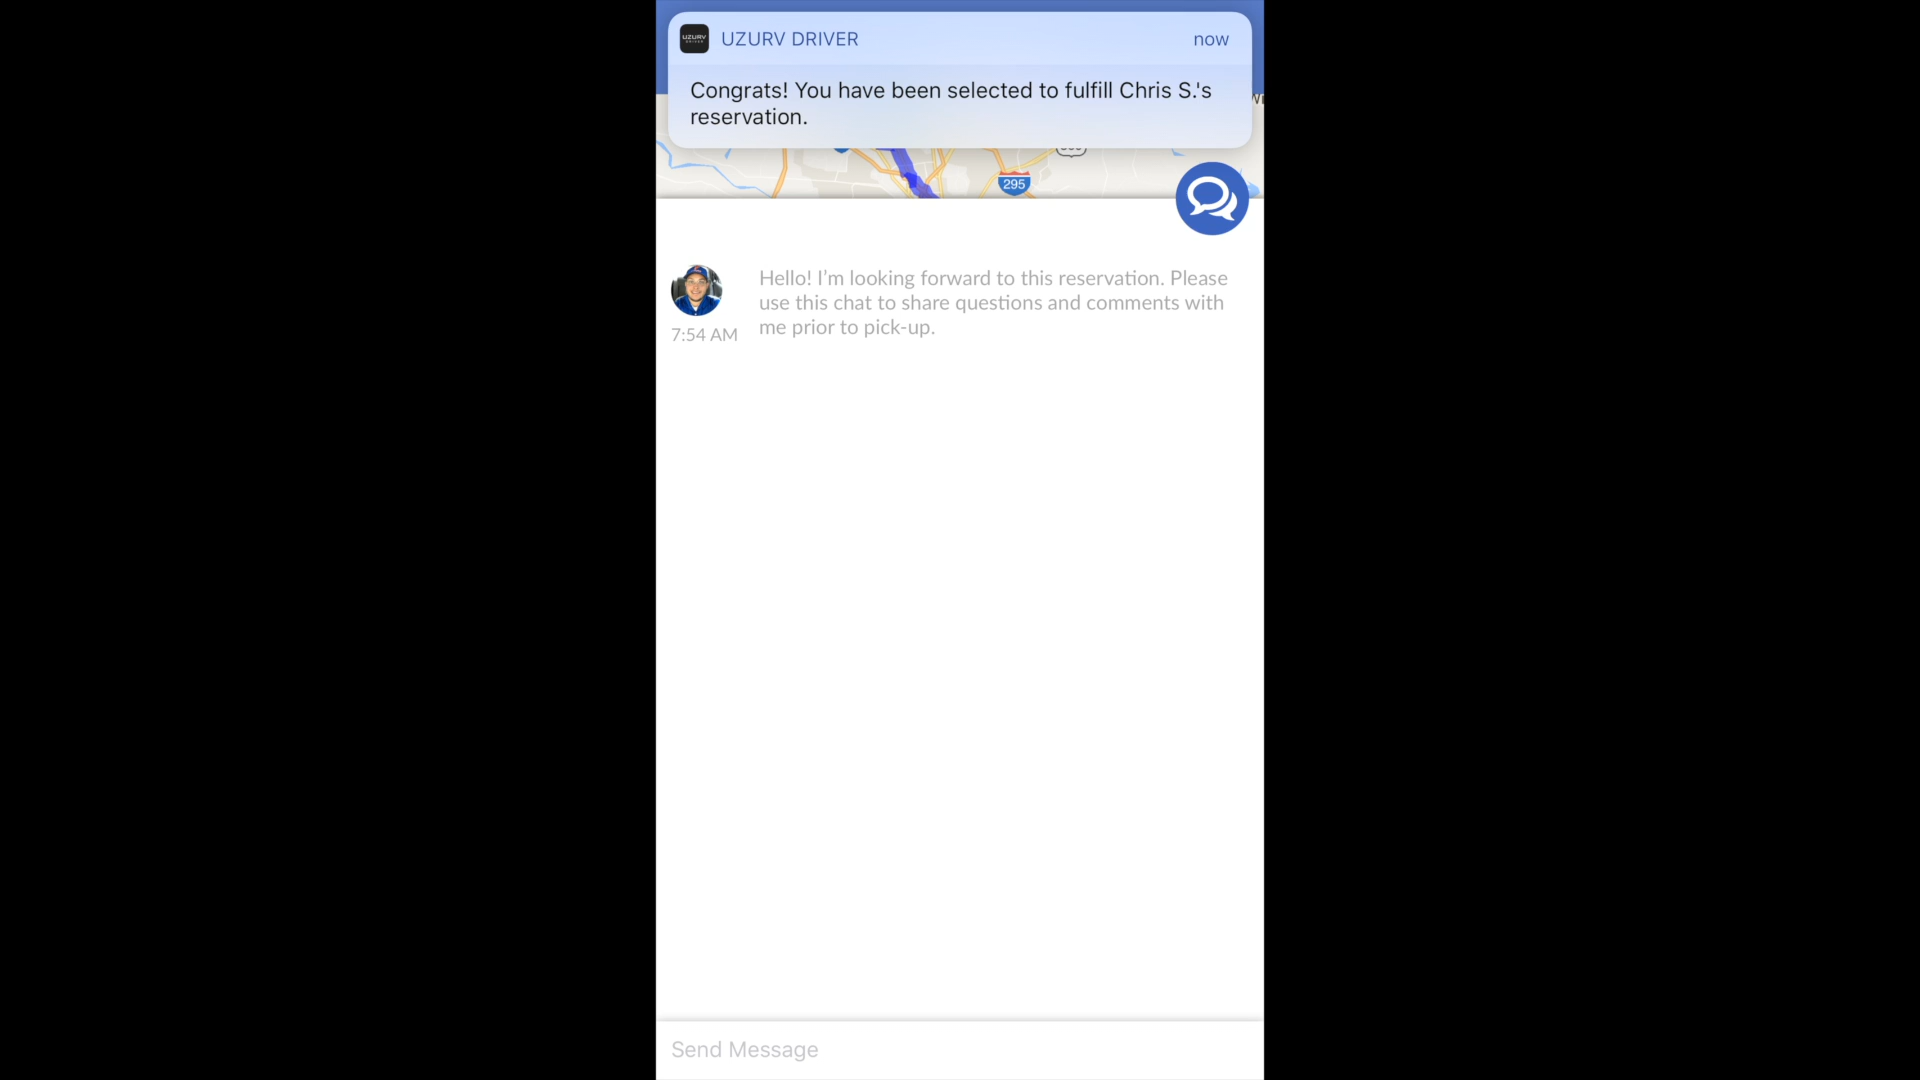 UZURV DRIVER
UZURV DRIVER
now
Congrats! You have been selected to fulfill Chris S.'s
reservation.
295
Hello! I'm looking forward to this reservation. Please
use this chat to share questions and comments with
me prior to pick-up.
7:54 AM
Send Message